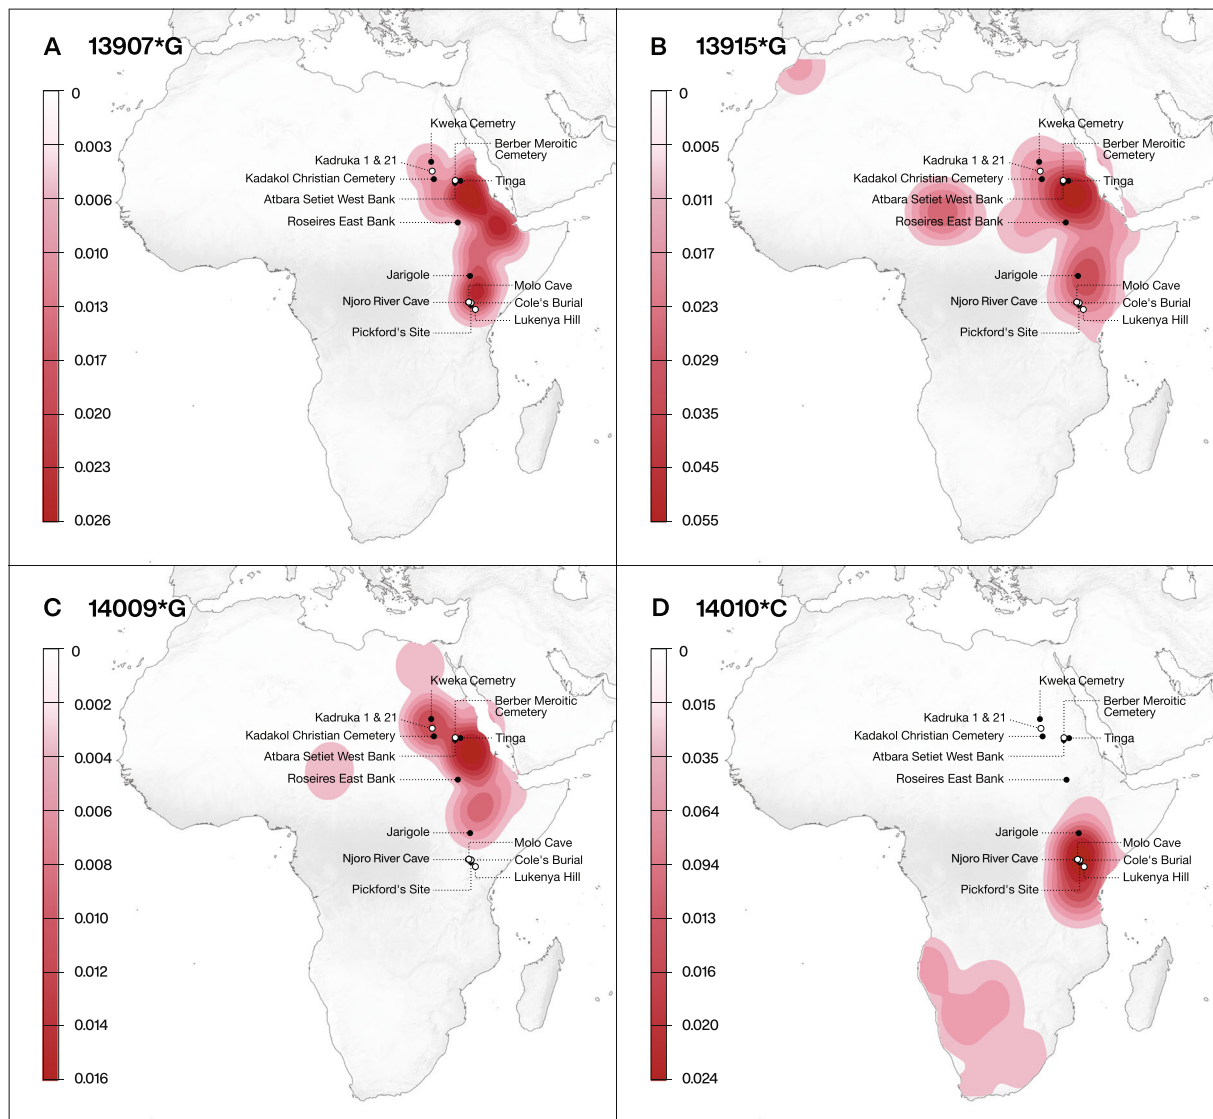 A 13907*G
0
0.003
0.006
0.010
0.013
0.017
0.020
0.023
0.026
Kweka Cemetry
Berber Meroitic
Cemetery
Kadruka 1 & 21
Kadakol Christian Cemetery
Tinga
Atbara Setiet West Bank
Roseires East Bank
Jarigole
Molo Cave
Njoro River Cave
Cole's Burial
Lukenya Hill
Pickford's Site
B 13915*G
0
0.005
0.011
0.017
0.023
0.029
0.035
0.045
0.055
Kweka Cemetry
Berber Meroitic
Cemetery
Kadruka 1 & 21
Kadakol Christian Cemetery
Tinga
Atbara Setiet West Bank
Roseires East Bank
Jarigole
Molo Cave
Njoro River Cave
Cole's Burial
Lukenya Hill
Pickford's Site
C 14009*G
0
0.002
0.004
0.006
0.008
0.010
0.012
0.014
0.016
Kweka Cemetry
Berber Meroitic
Cemetery
Kadruka 1 & 21
Kadakol Christian Cemetery
Tinga
Atbara Setiet West Bank
Roseires East Bank
Jarigole
Molo Cave
Njoro River Cave
Cole's Burial
Lukenya Hill
Pickford's Site
D 14010*C
0
0.015
0.035
0.064
0.094
0.013
0.016
0.020
0.024
Kweka Cemetry
Berber Meroitic
Cemetery
Kadruka 1 & 21
Kadakol Christian Cemetery
Tinga
Atbara Setiet West Bank
Roseires East Bank
Jarigole
Molo Cave
Njoro River Cave
Cole's Burial
Lukenya Hill
Pickford's Site